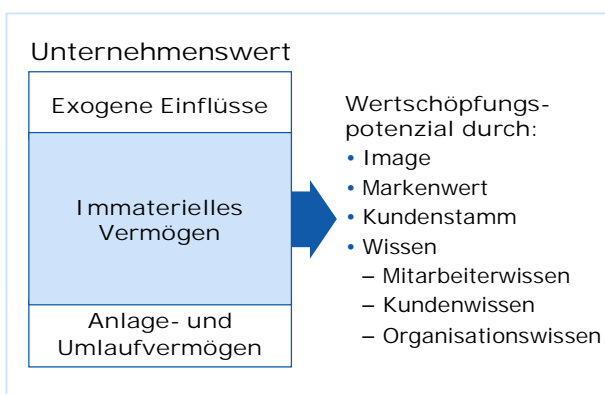 Unternehmenswert
Exogene Einflüsse
Immaterielles
Vermögen
Anlage- und
Umlaufvermögen
Wertschöpfungs-
potenzial durch:
• Image
• Markenwert
• Kundenstamm
• Wissen
– Mitarbeiterwissen
– Kundenwissen
– Organisationswissen